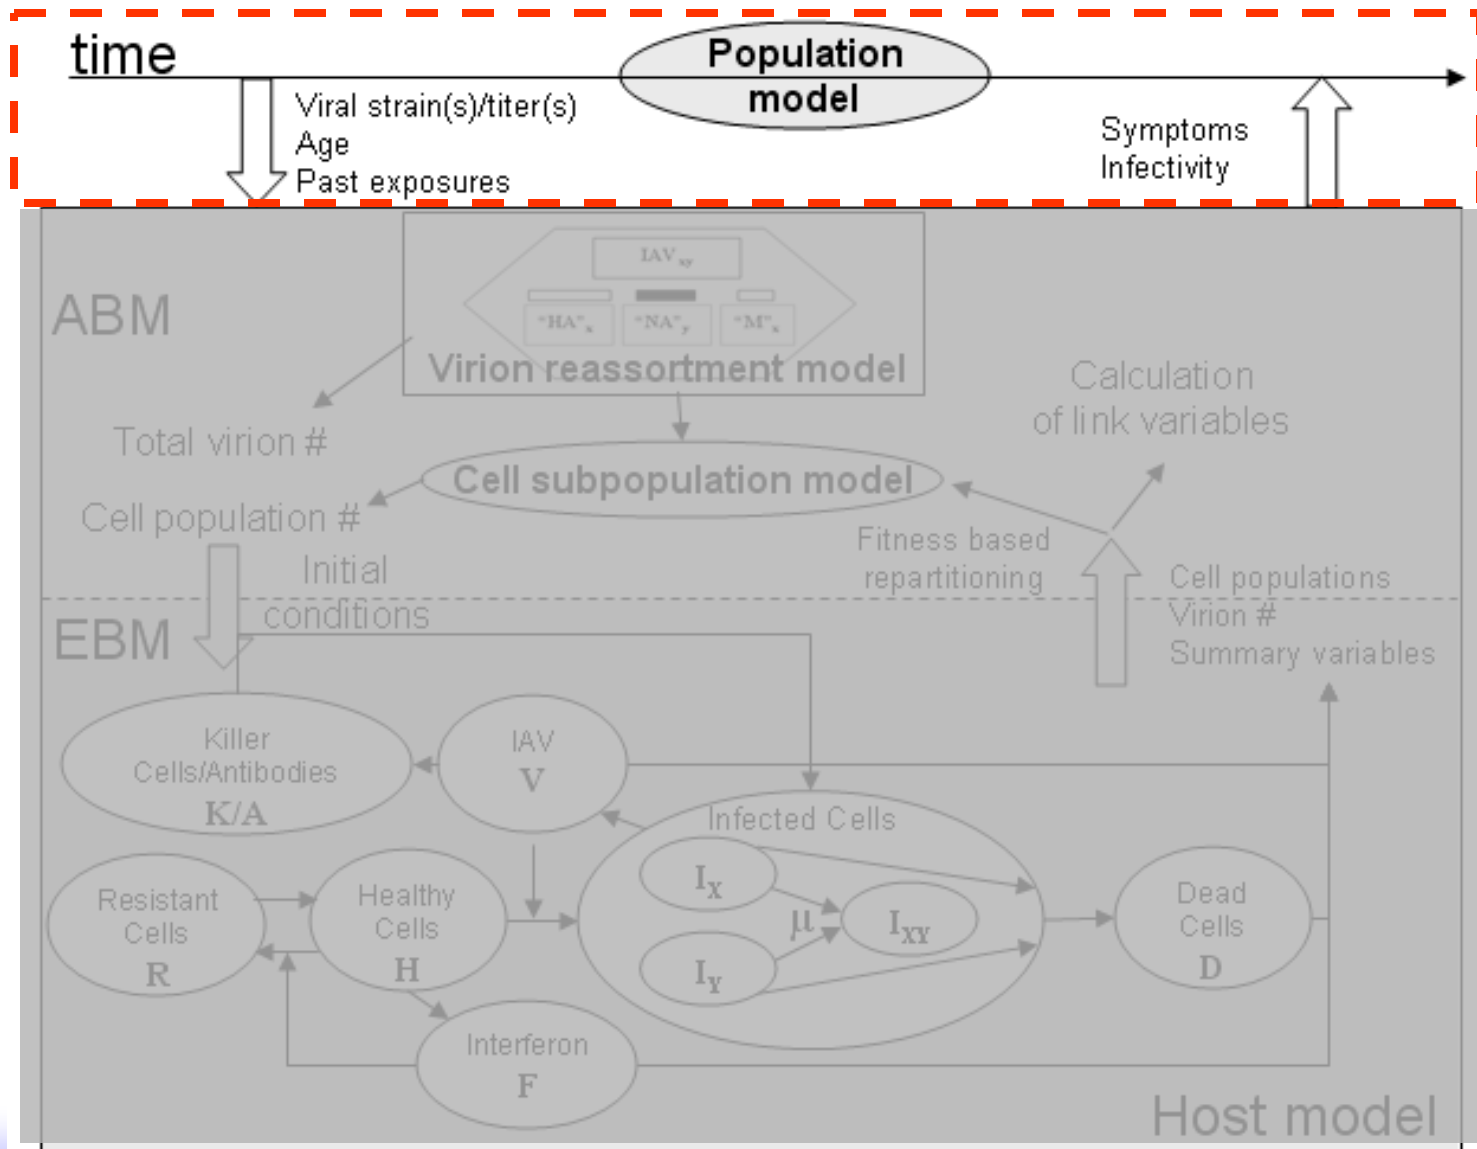 time
Population
model
Viral strain(s)/titer(s)
Age
Past exposures
Symptoms
Infectivity
ABM
IAV xy
"HA"x
"NA"y
"M"x
Virion reassortment model
Total virion #
Cell subpopulation model
Cell population #
Calculation
of link variables
Fitness based
repartitioning
Initial
conditions
Cell populations
Virion #
Summary variables
EBM
Killer
Cells/Antibodies
K/A
IAV
V
Infected Cells
IX
IY
μ
IXY
Resistant
Cells
R
Healthy
Cells
H
Dead
Cells
D
Interferon
F
Host model